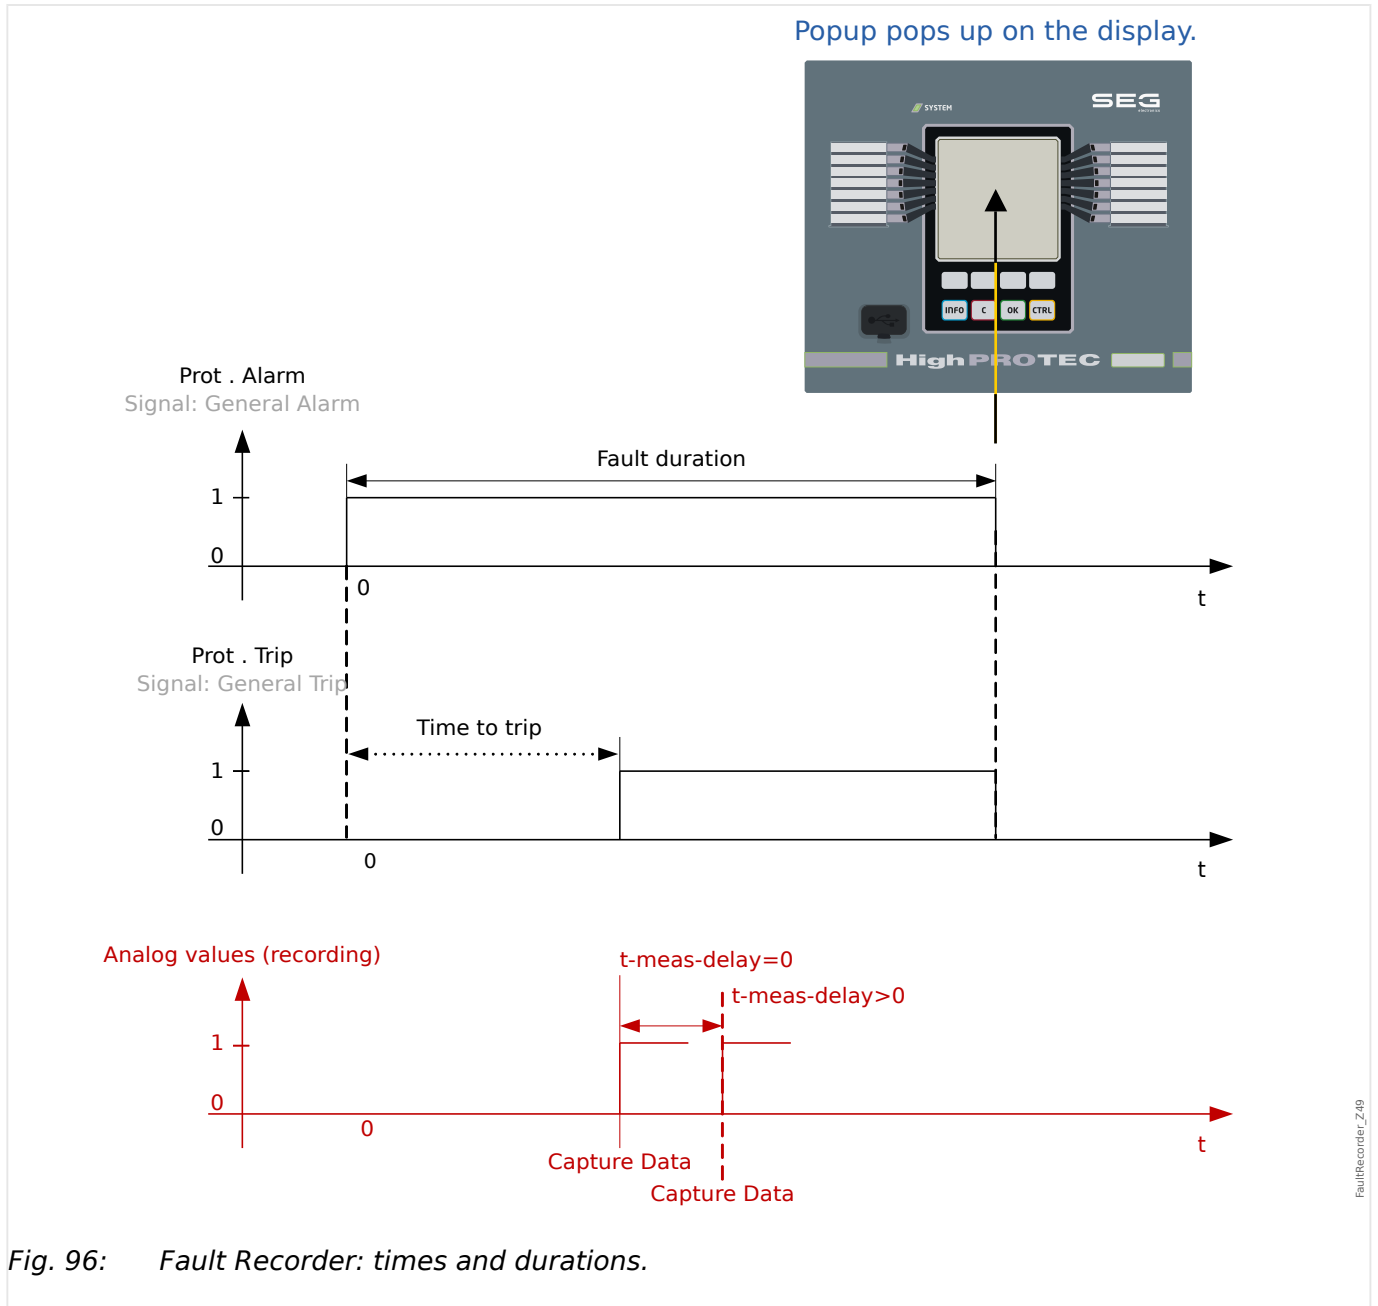 Popup pops up on the display.
SYSTEM
SEG
electronics
INFO
C
OK
CTRL
HighPROTEC
Prot . Alarm
Signal: General Alarm
Fault duration
1
0
0
t
Prot . Trip
Signal: General Trip
Time to trip
1
0
0
t
Analog values (recording)
t-meas-delay=0
t-meas-delay>0
1
0
0
t
Capture Data
Capture Data
FaultRecorder_Z49
Fig. 96: Fault Recorder: times and durations.